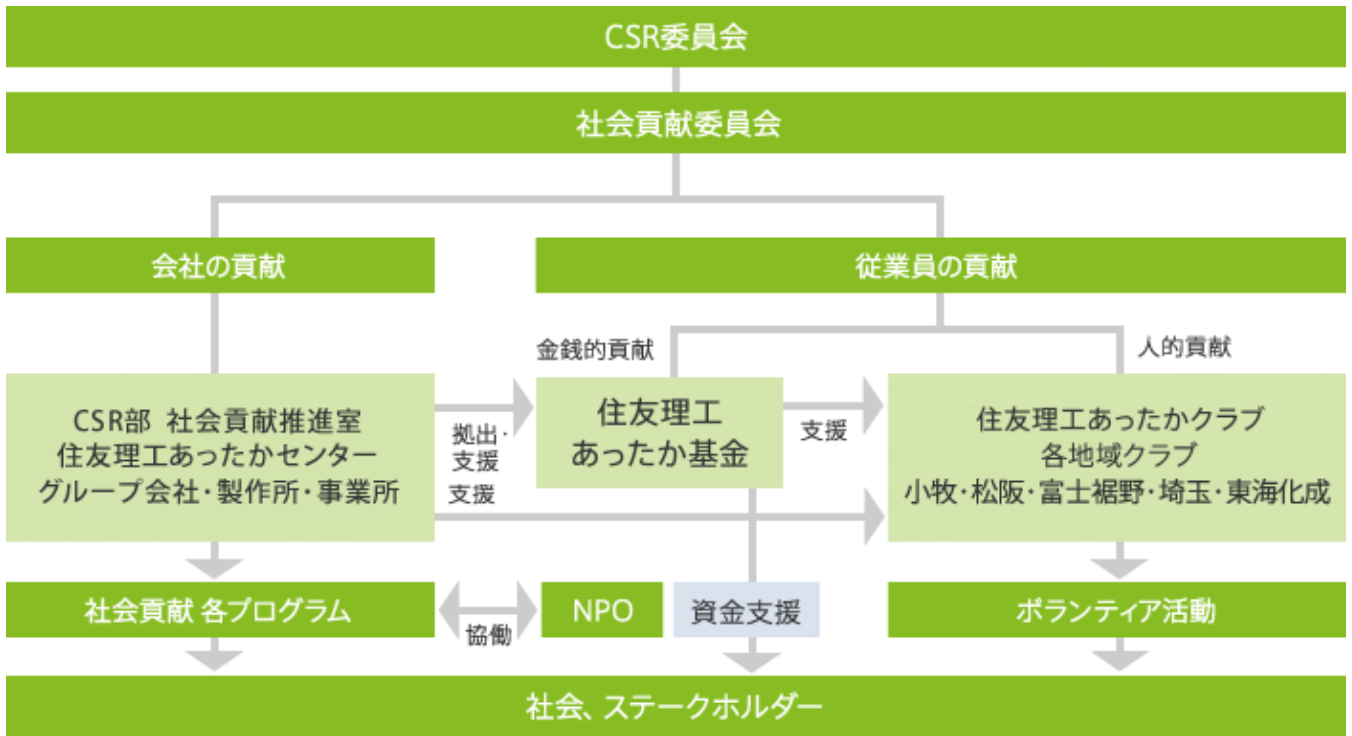 CSR委員会
社会貢献委員会
会社の貢献
従業員の貢献
金銭的貢献
人的貢献
CSR部 社会貢献推進室
住友理工あったかセンター
グループ会社・製作所・事業所
拠出・
支援
支援
住友理工
あったか基金
支援
住友理工あったかクラブ
各地域クラブ
小牧・松阪・富士裾野・埼玉・東海化成
社会貢献 各プログラム
協働
NPO
資金支援
ボランティア活動
社会、ステークホルダー